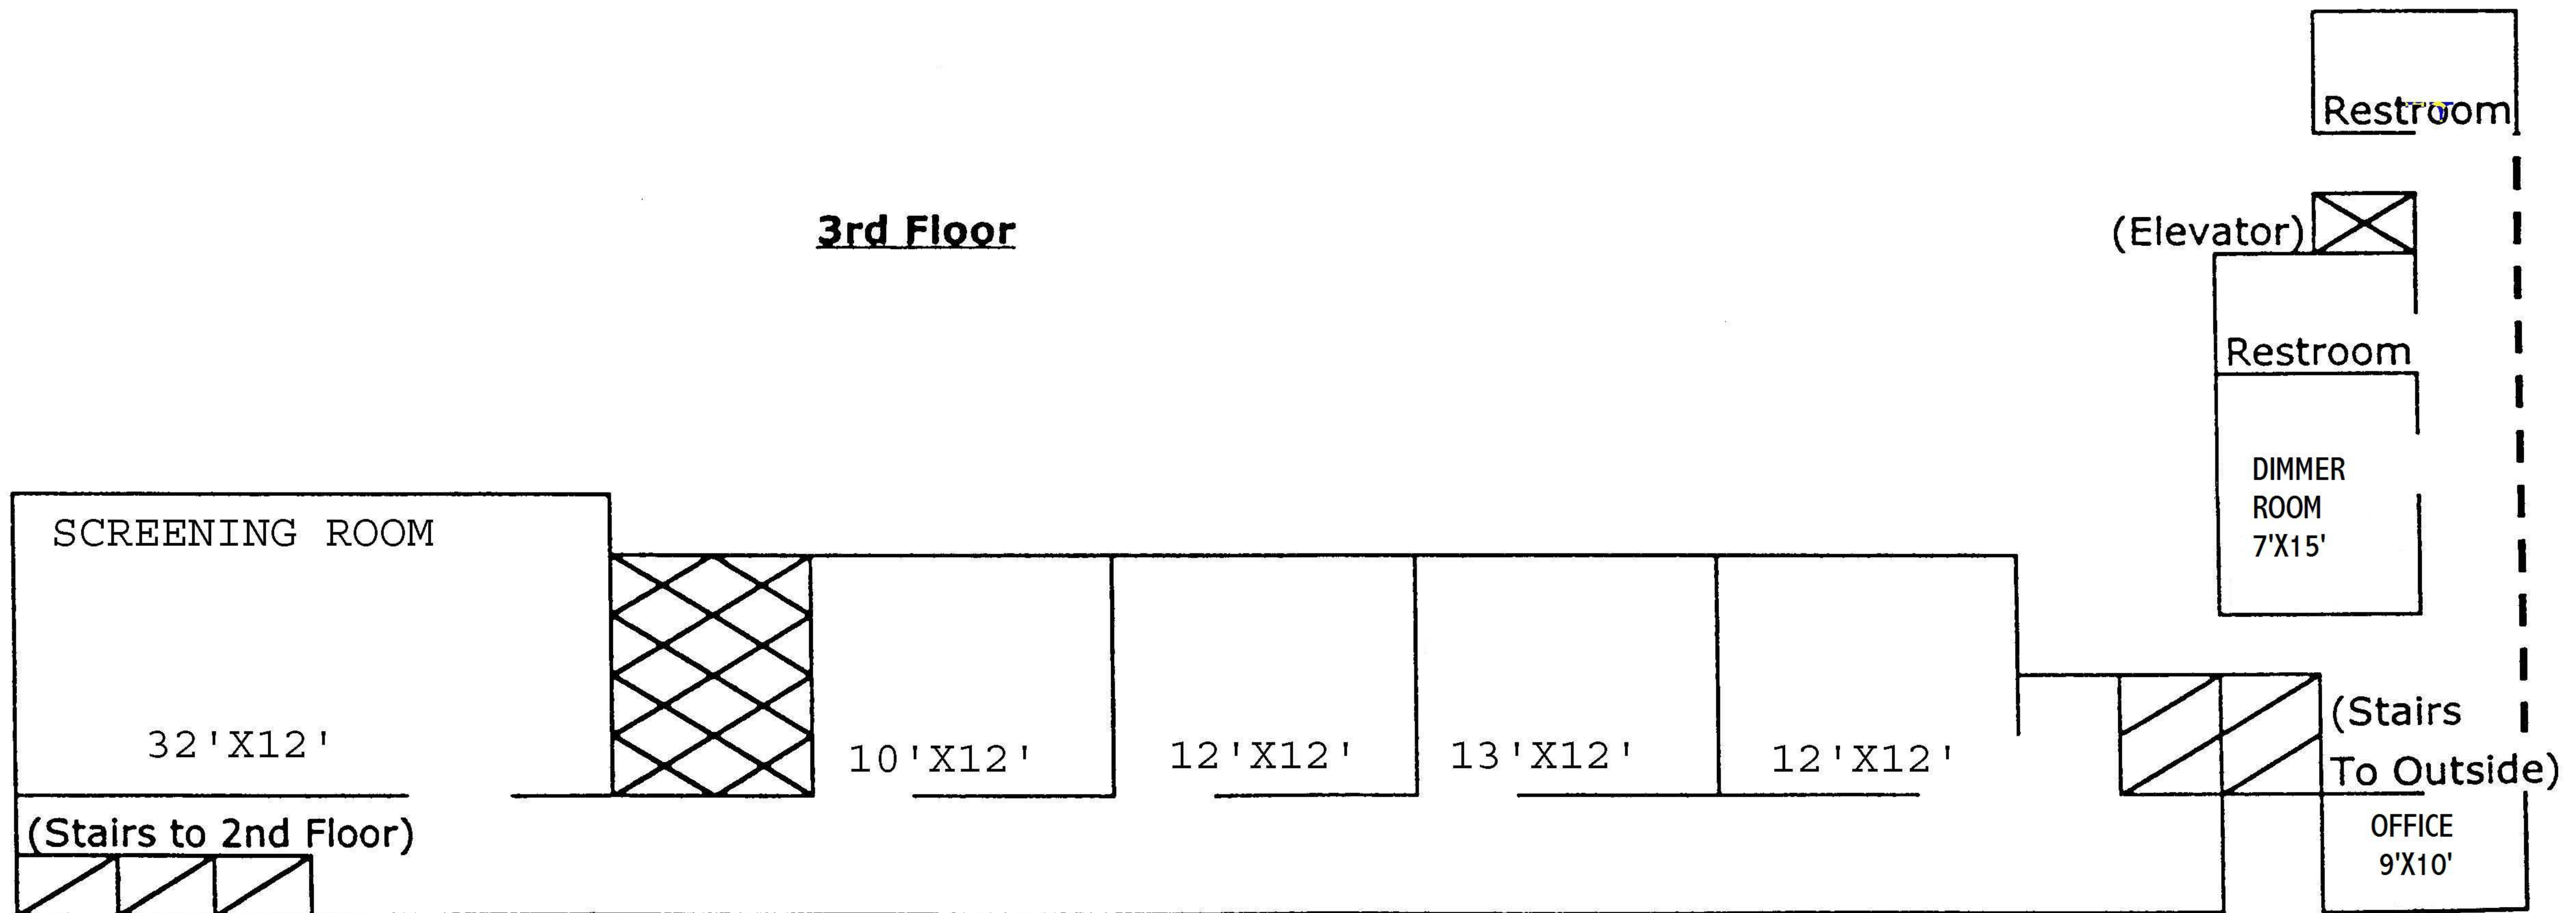 Restroom
3rd Floor
(Elevator)
Restroom
DIMMER
ROOM
7'X15'
SCREENING ROOM
32'X12'
10'X12'
12'X12'
13'X12'
12'X12'
(Stairs
To Outside)
(Stairs to 2nd Floor)
OFFICE
9'X10'